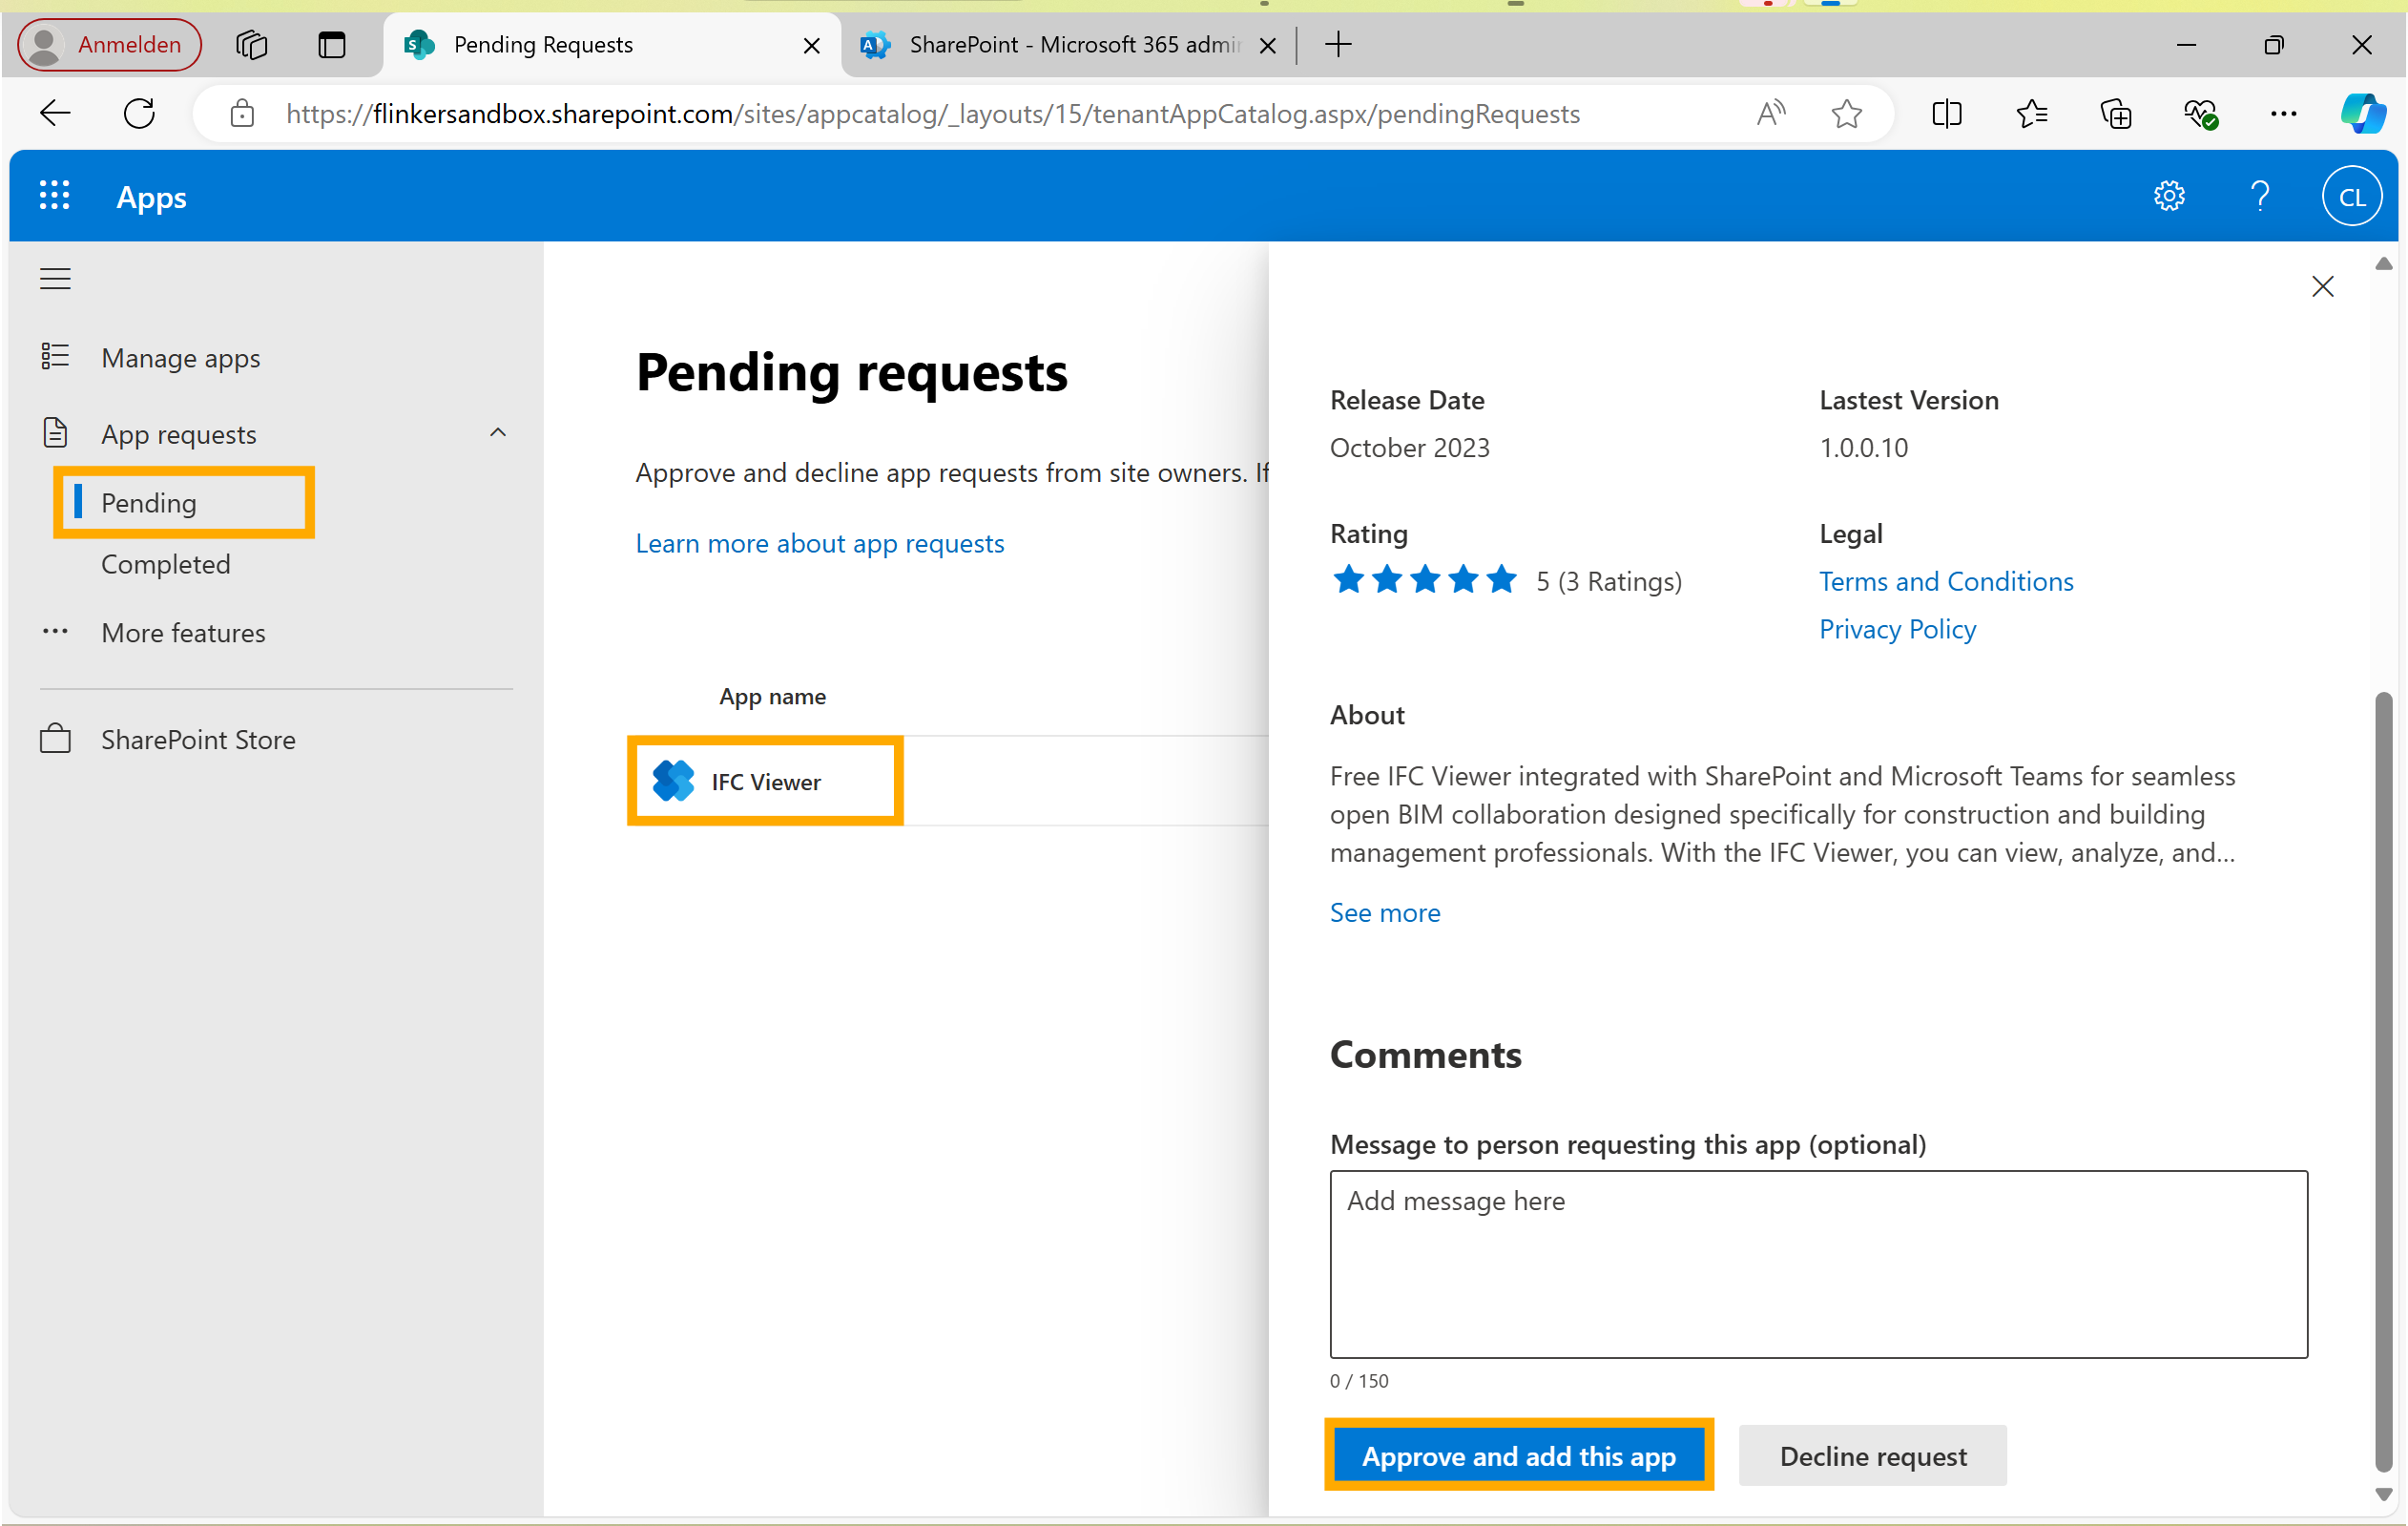 Anmelden
Pending Requests
SharePoint - Microsoft 365 admi
https://flinkersandbox.sharepoint.com/sites/appcatalog/_layouts/15/tenantAppCatalog.aspx/pendingRequests
Apps
CL
Manage apps
App requests
Pending
Completed
More features
SharePoint Store
Pending requests
Approve and decline app requests from site owners. If
Learn more about app requests
App name
IFC Viewer
Release Date
October 2023
Lastest Version
1.0.0.10
Rating
5 (3 Ratings)
Legal
Terms and Conditions
Privacy Policy
About
Free IFC Viewer integrated with SharePoint and Microsoft Teams for seamless
open BIM collaboration designed specifically for construction and building
management professionals. With the IFC Viewer, you can view, analyze, and...
See more
Comments
Message to person requesting this app (optional)
Add message here
0 / 150
Approve and add this app
Decline request